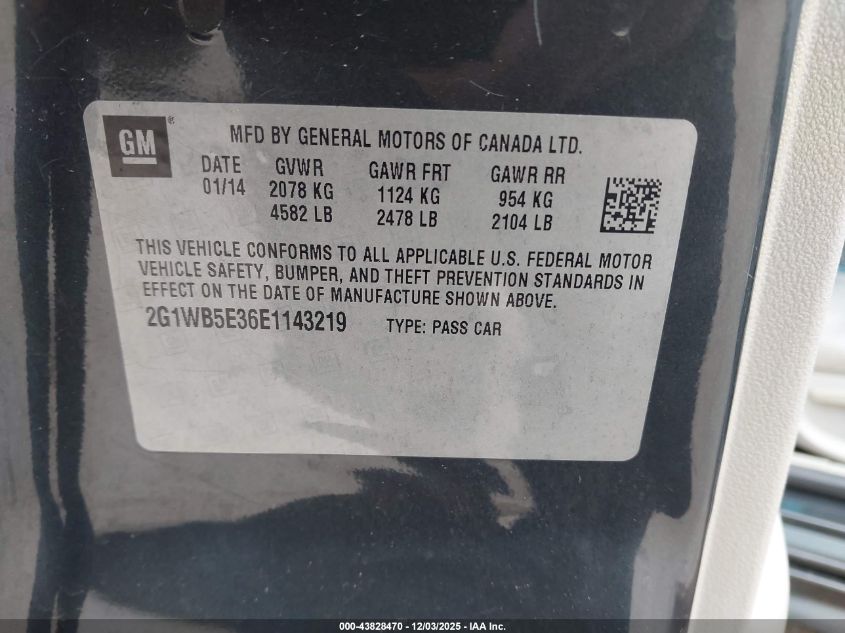 GM ®
MFD BY GENERAL MOTORS OF CANADA LTD.
DATE GVWR GAWR FRT GAWR RR
01/14 2078 KG 1124 KG 954 KG
4582 LB 2478 LB 2104 LB
THIS VEHICLE CONFORMS TO ALL APPLICABLE U.S. FEDERAL MOTOR
VEHICLE SAFETY, BUMPER, AND THEFT PREVENTION STANDARDS IN
EFFECT ON THE DATE OF MANUFACTURE SHOWN ABOVE.
2G1WB5E36E1143219 TYPE: PASS CAR
000-43828470 - 12/03/2025 - IAA Inc.